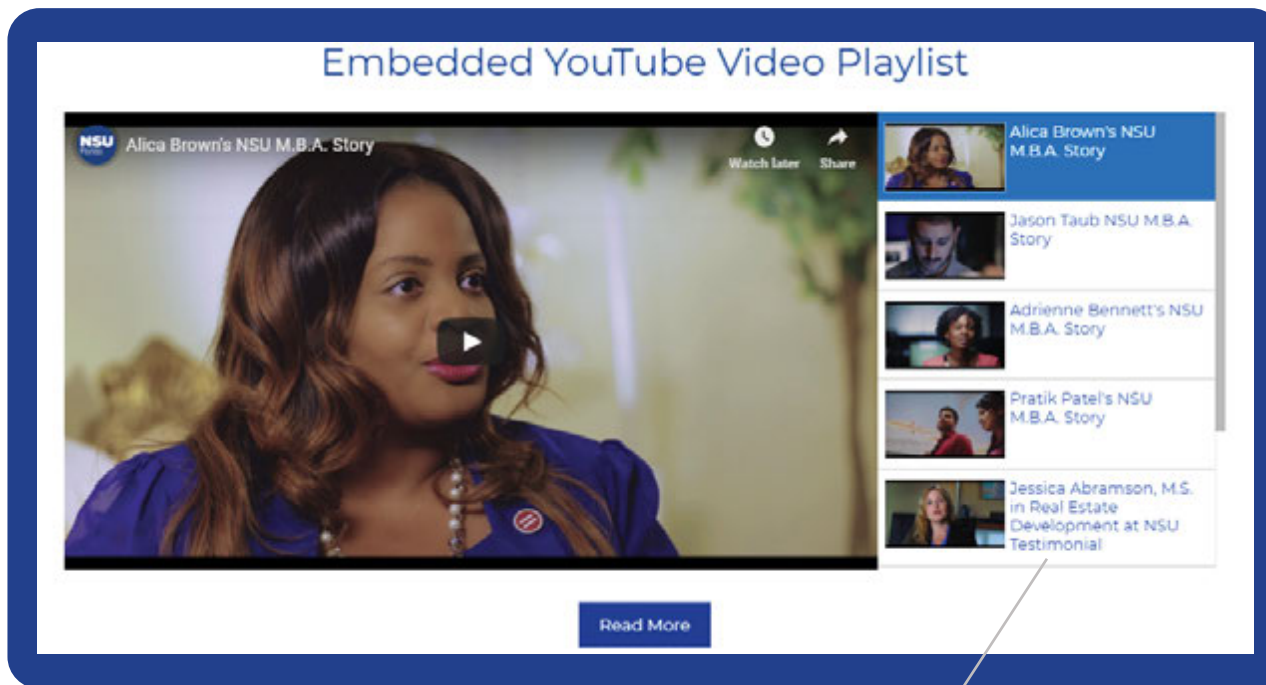 Embedded YouTube Video Playlist
NSU
Alica Brown's NSU M.B.A. Story
Watch later
Share
Alica Brown's NSU
M.B.A. Story
Jason Taub NSU M.B.A.
Story
Adrienne Bennett's NSU
M.B.A. Story
Pratik Patel's NSU
M.B.A. Story
Jessica Abramson, M.S.
in Real Estate
Development at NSU
Testimonial
Read More